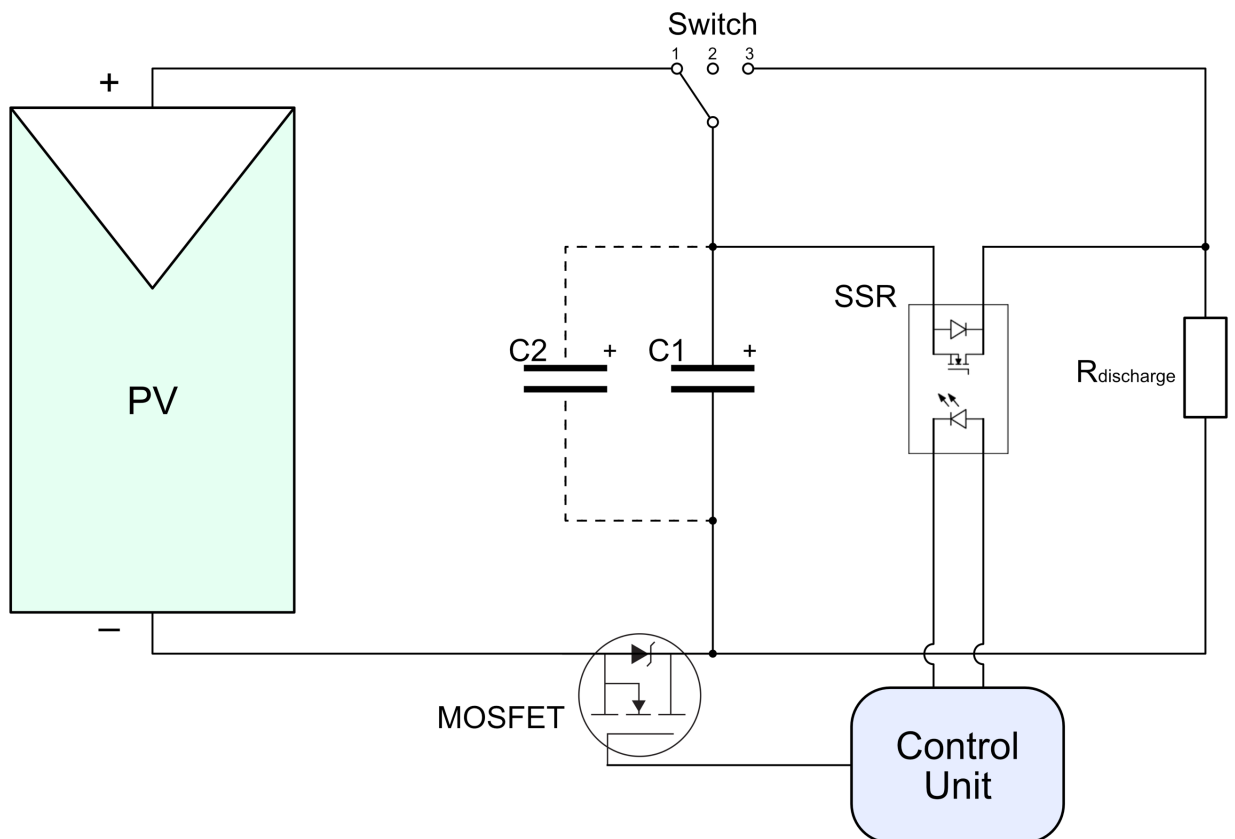 Switch
1 2 3
+
SSR
C2 + C1 +
Rdischarge
PV
–
MOSFET
Control
Unit